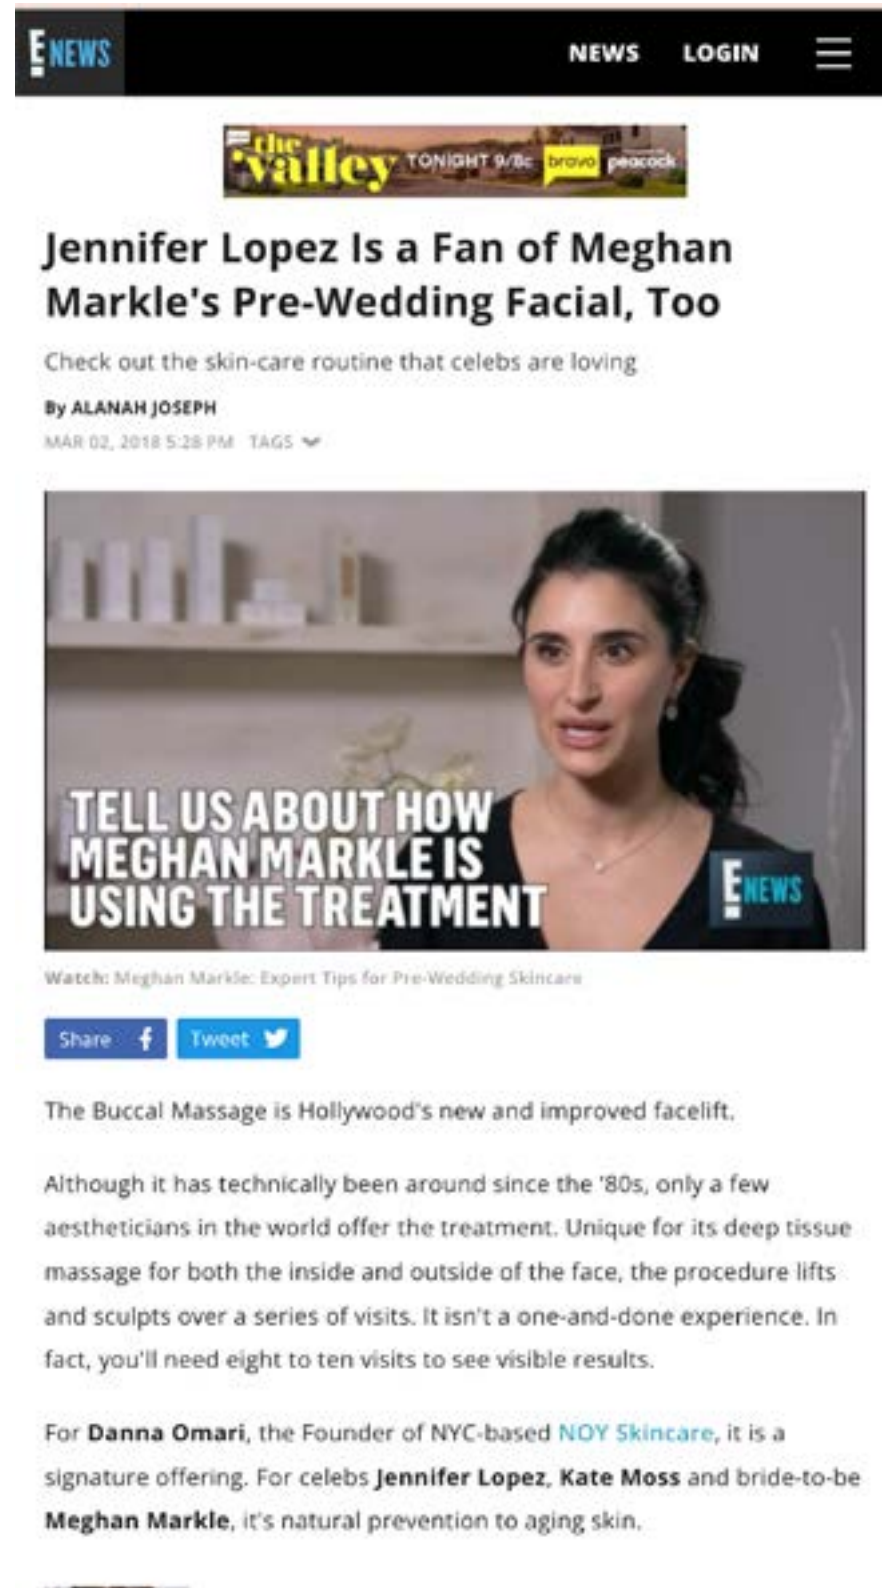 E NEWS
NEWS LOGIN
the
valley TONIGHT 9/8c bravo peacock
Jennifer Lopez Is a Fan of Meghan
Markle's Pre-Wedding Facial, Too
Check out the skin-care routine that celebs are loving
By ALANAH JOSEPH
MAR 02, 2018 5:28 PM TAGS
TELL US ABOUT HOW
MEGHAN MARKLE IS
USING THE TREATMENT
E NEWS
Watch: Meghan Markle: Expert Tips for Pre-Wedding Skincare
Share Tweet
The Buccal Massage is Hollywood's new and improved facelift.
Although it has technically been around since the '80s, only a few
aestheticians in the world offer the treatment. Unique for its deep tissue
massage for both the inside and outside of the face, the procedure lifts
and sculpts over a series of visits. It isn't a one-and-done experience. In
fact, you'll need eight to ten visits to see visible results.
For Danna Omari, the Founder of NYC-based NOY Skincare, it is a
signature offering. For celebs Jennifer Lopez, Kate Moss and bride-to-be
Meghan Markle, it's natural prevention to aging skin.